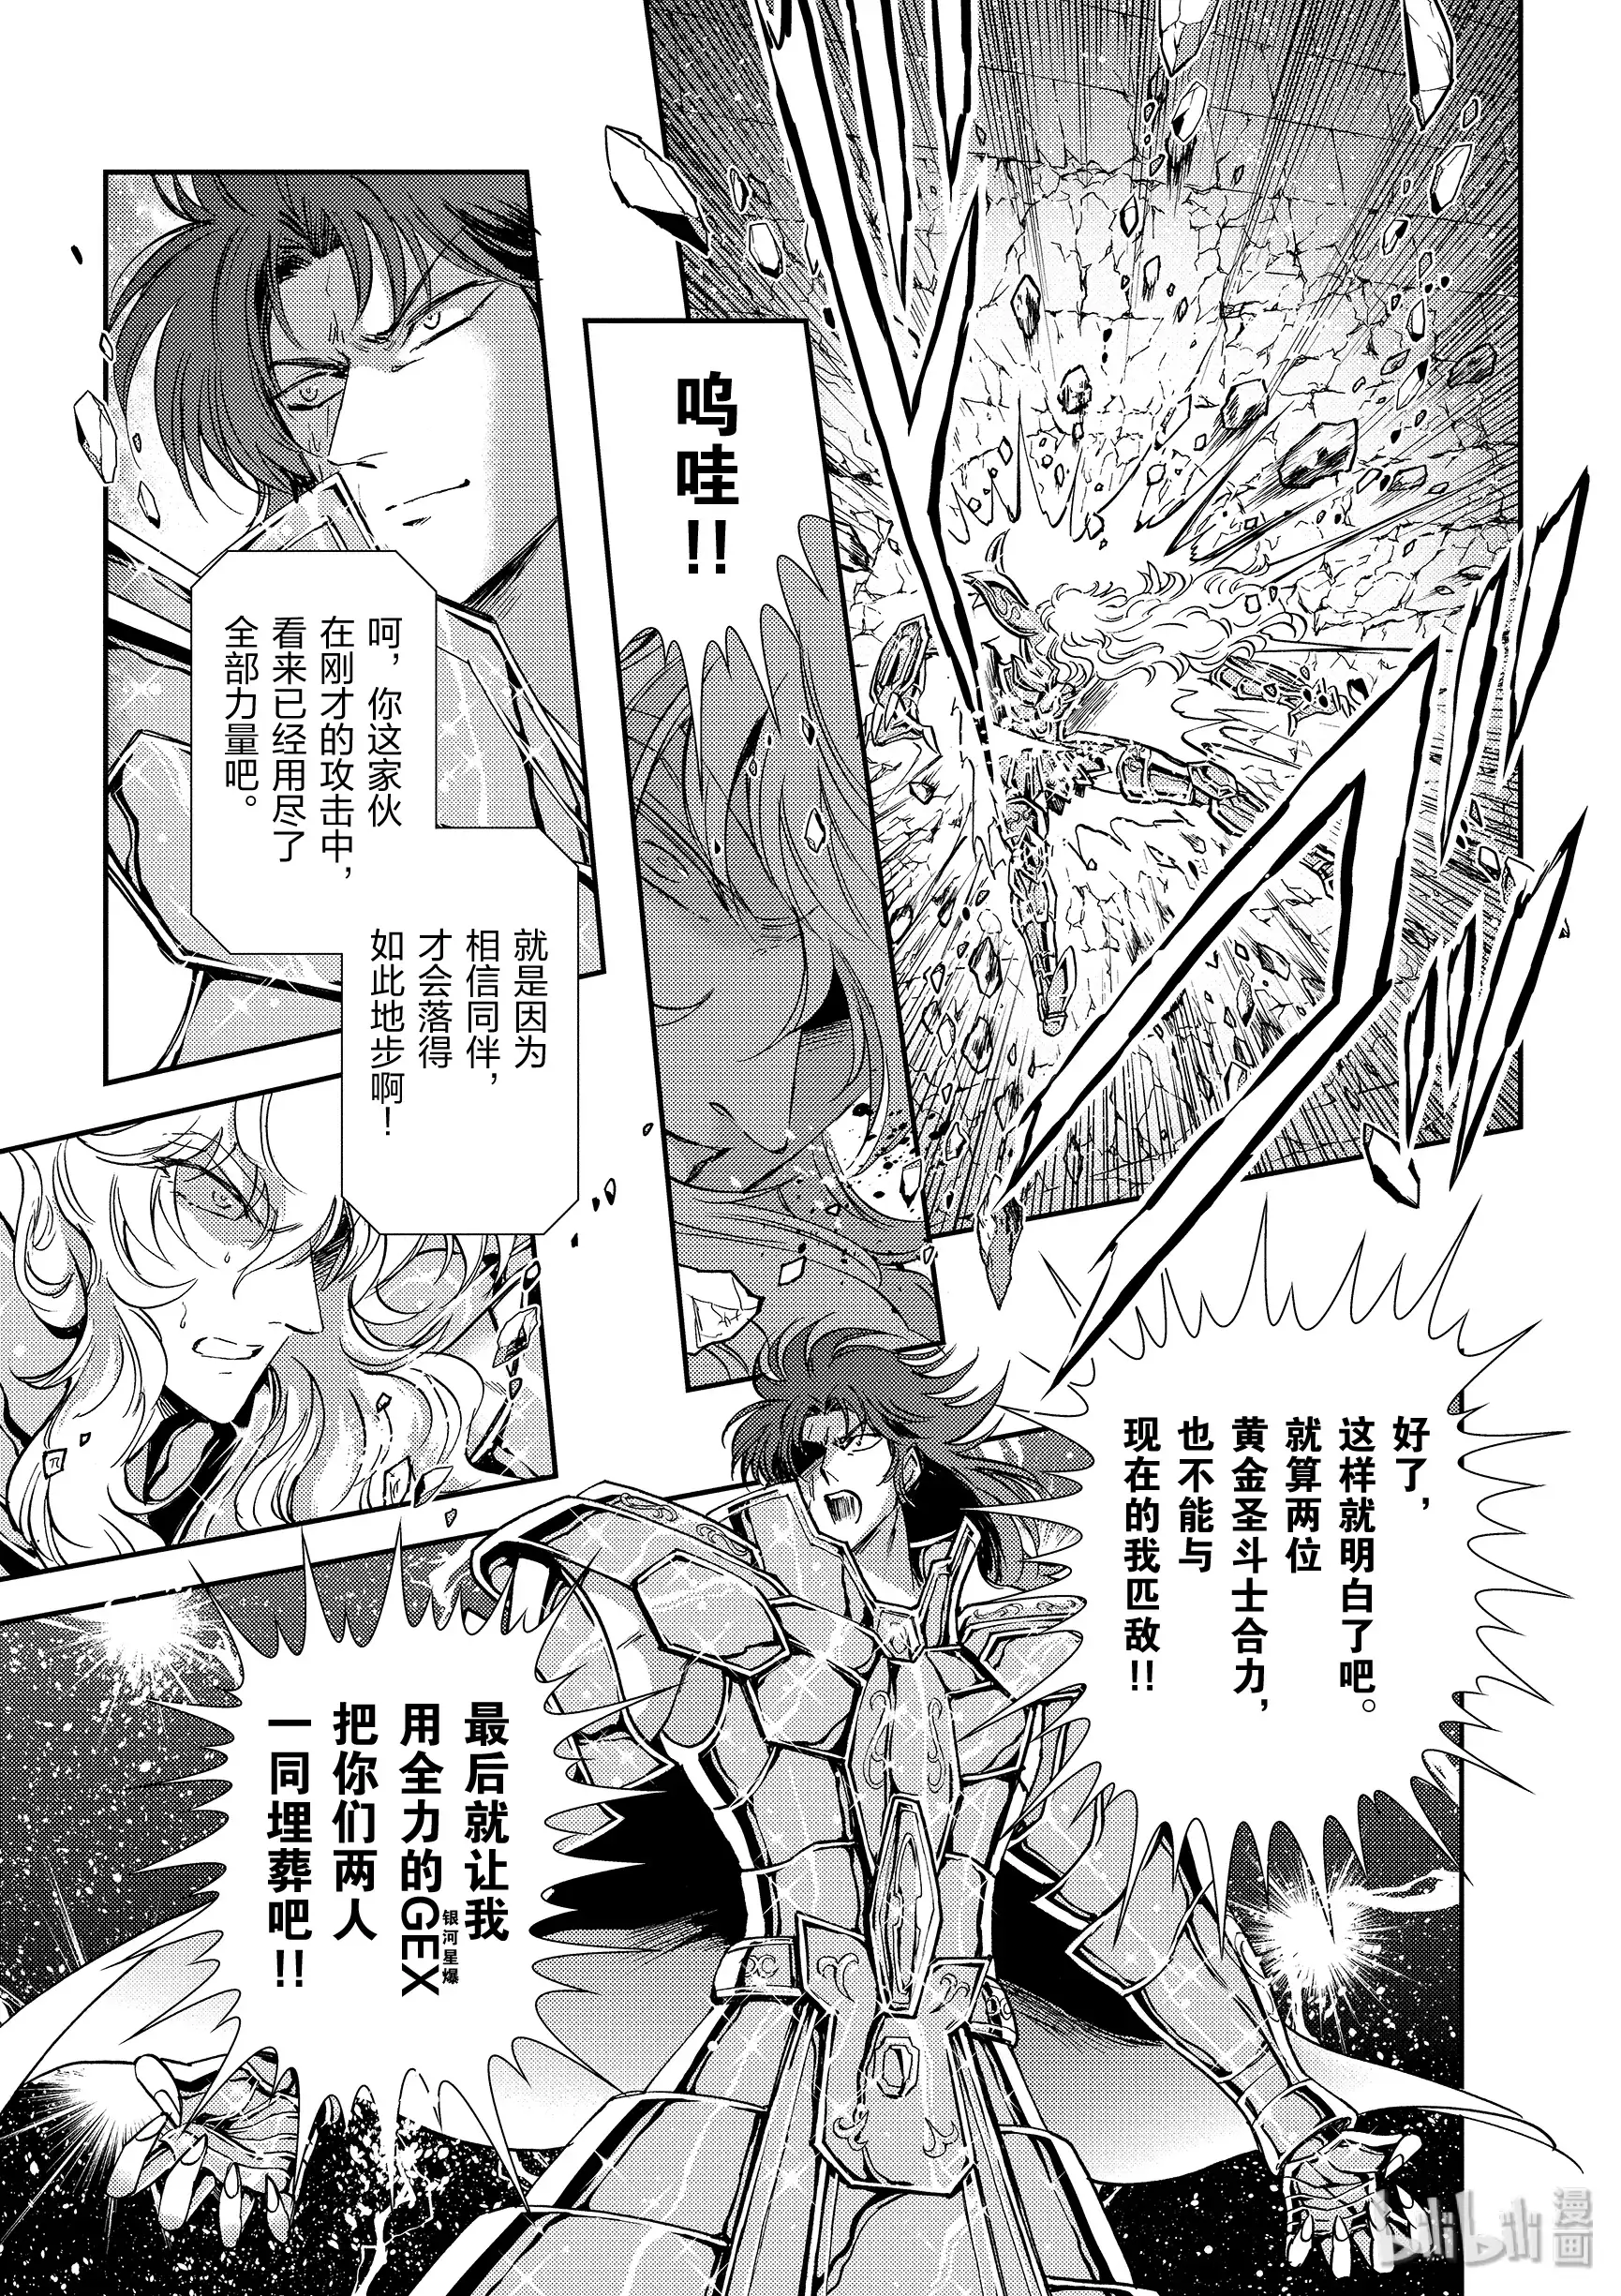 呜哇!!
呵，你这家伙
在刚才的攻击中，
看来已经用尽了
全部力量吧。
就是因为
相信同伴，
才会落得
如此地步啊！
好了，
这样就明白了吧。
就算两位
黄金圣斗士合力，
也不能与
现在的我匹敌!!
最后就让我
用全力的GEX
银河星爆
把你们两人
一同埋葬吧!!
bilibili 漫画